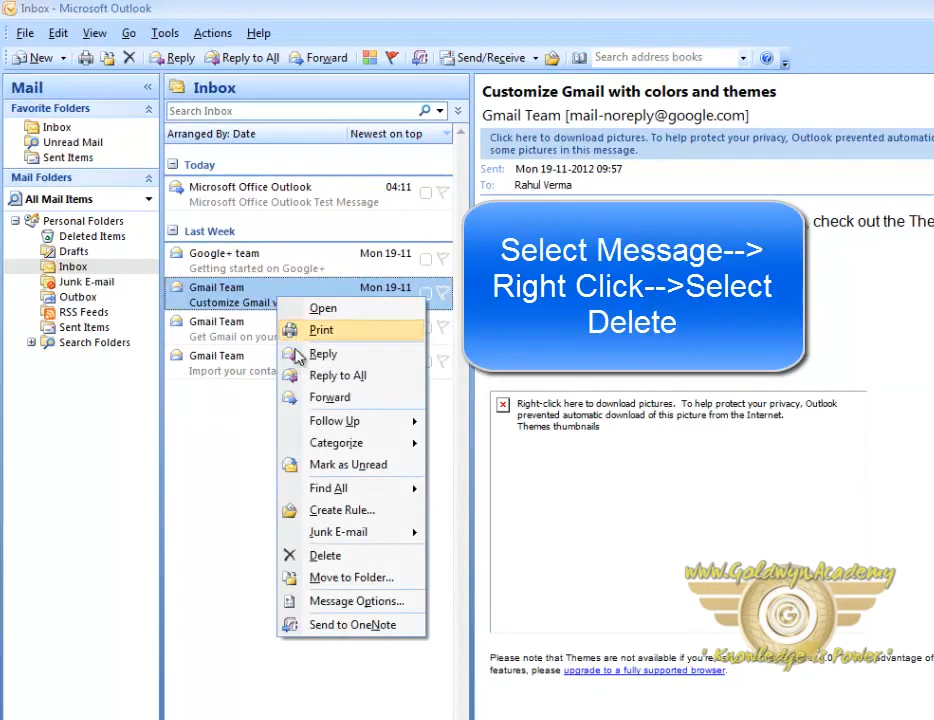 Inbox - Microsoft Outlook
File Edit View Go Tools Actions Help
New Reply Reply to All Forward Send/Receive Search address books
Mail
Favorite Folders
Inbox
Unread Mail
Sent Items
Mail Folders
All Mail Items
Personal Folders
Deleted Items
Drafts
Inbox
Junk E-mail
Outbox
RSS Feeds
Sent Items
Search Folders
Inbox
Search Inbox
Arranged By: Date Newest on top
Today
Microsoft Office Outlook 04:11
Microsoft Office Outlook Test Message
Last Week
Google+ team Mon 19-11
Getting started on Google+
Gmail Team Mon 19-11
Customize Gmail
Gmail Team
Get Gmail on your
Gmail Team
Import your conta
Open
Print
Reply
Reply to All
Forward
Follow Up
Categorize
Mark as Unread
Find All
Create Rule...
Junk E-mail
Delete
Move to Folder...
Message Options...
Send to OneNote
Customize Gmail with colors and themes
Gmail Team [mail-noreply@google.com]
Click here to download pictures. To help protect your privacy, Outlook prevented automatic
some pictures in this message.
Sent: Mon 19-11-2012 09:57
To: Rahul Verma
, check out the The
Select Message-->
Right Click-->Select
Delete
Right-click here to download pictures. To help protect your privacy, Outlook
prevented automatic download of this picture from the Internet.
Themes thumbnails
www.GoldwynAcademy
G
' Knowledge is Power '
Please note that Themes are not available if you're advantage of
features, please upgrade to a fully supported browser.